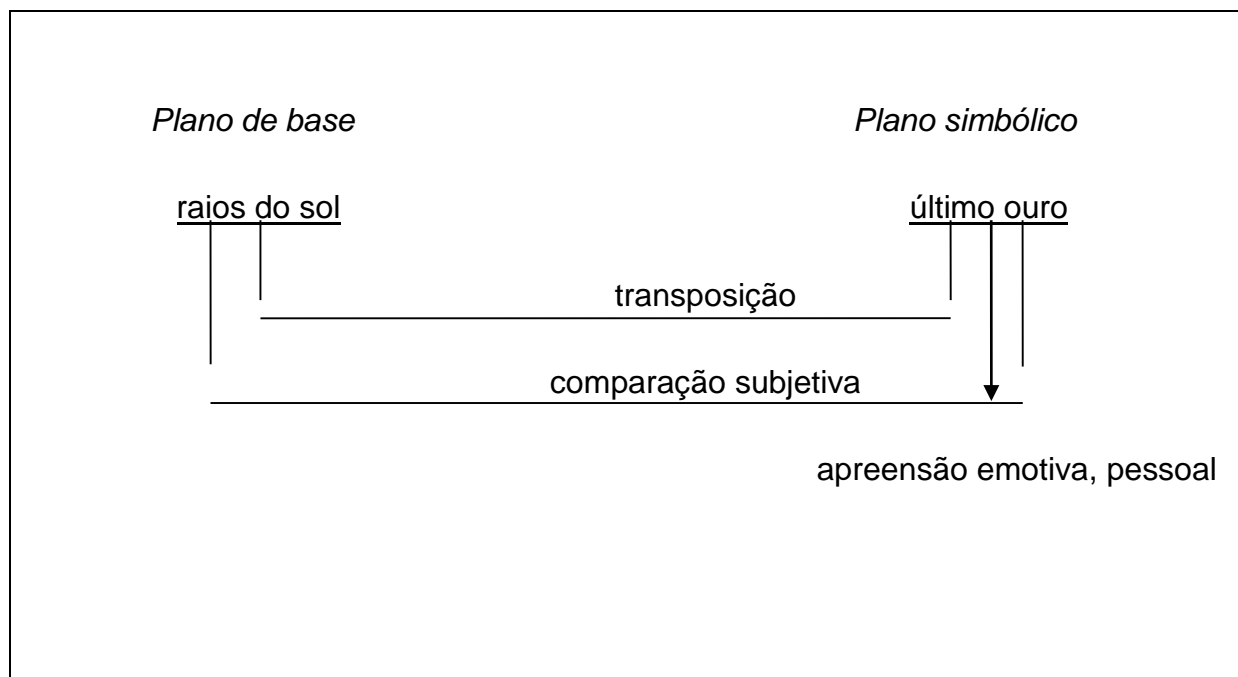 Plano de base Plano simbólico
raios do sol último ouro
transposição
comparação subjetiva
apreensão emotiva, pessoal